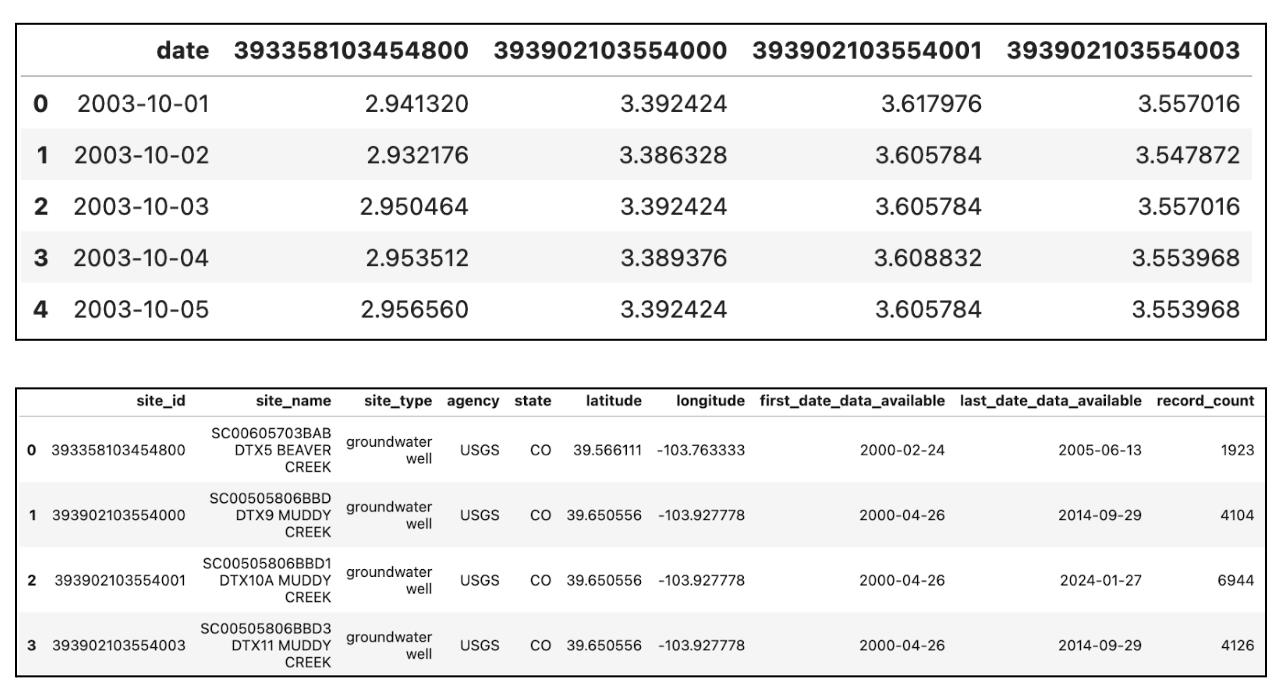 date 393358103454800 393902103554000 393902103554001 393902103554003
0 2003-10-01 2.941320 3.392424 3.617976 3.557016
1 2003-10-02 2.932176 3.386328 3.605784 3.547872
2 2003-10-03 2.950464 3.392424 3.605784 3.557016
3 2003-10-04 2.953512 3.389376 3.608832 3.553968
4 2003-10-05 2.956560 3.392424 3.605784 3.553968
site_id site_name site_type agency state latitude longitude first_date_data_available last_date_data_available record_count
0 393358103454800 SC00605703BAB DTX5 BEAVER CREEK groundwater well USGS CO 39.566111 -103.763333 2000-02-24 2005-06-13 1923
1 393902103554000 SC00505806BBD DTX9 MUDDY CREEK groundwater well USGS CO 39.650556 -103.927778 2000-04-26 2014-09-29 4104
2 393902103554001 SC00505806BBD1 DTX10A MUDDY CREEK groundwater well USGS CO 39.650556 -103.927778 2000-04-26 2024-01-27 6944
3 393902103554003 SC00505806BBD3 DTX11 MUDDY CREEK groundwater well USGS CO 39.650556 -103.927778 2000-04-26 2014-09-29 4126